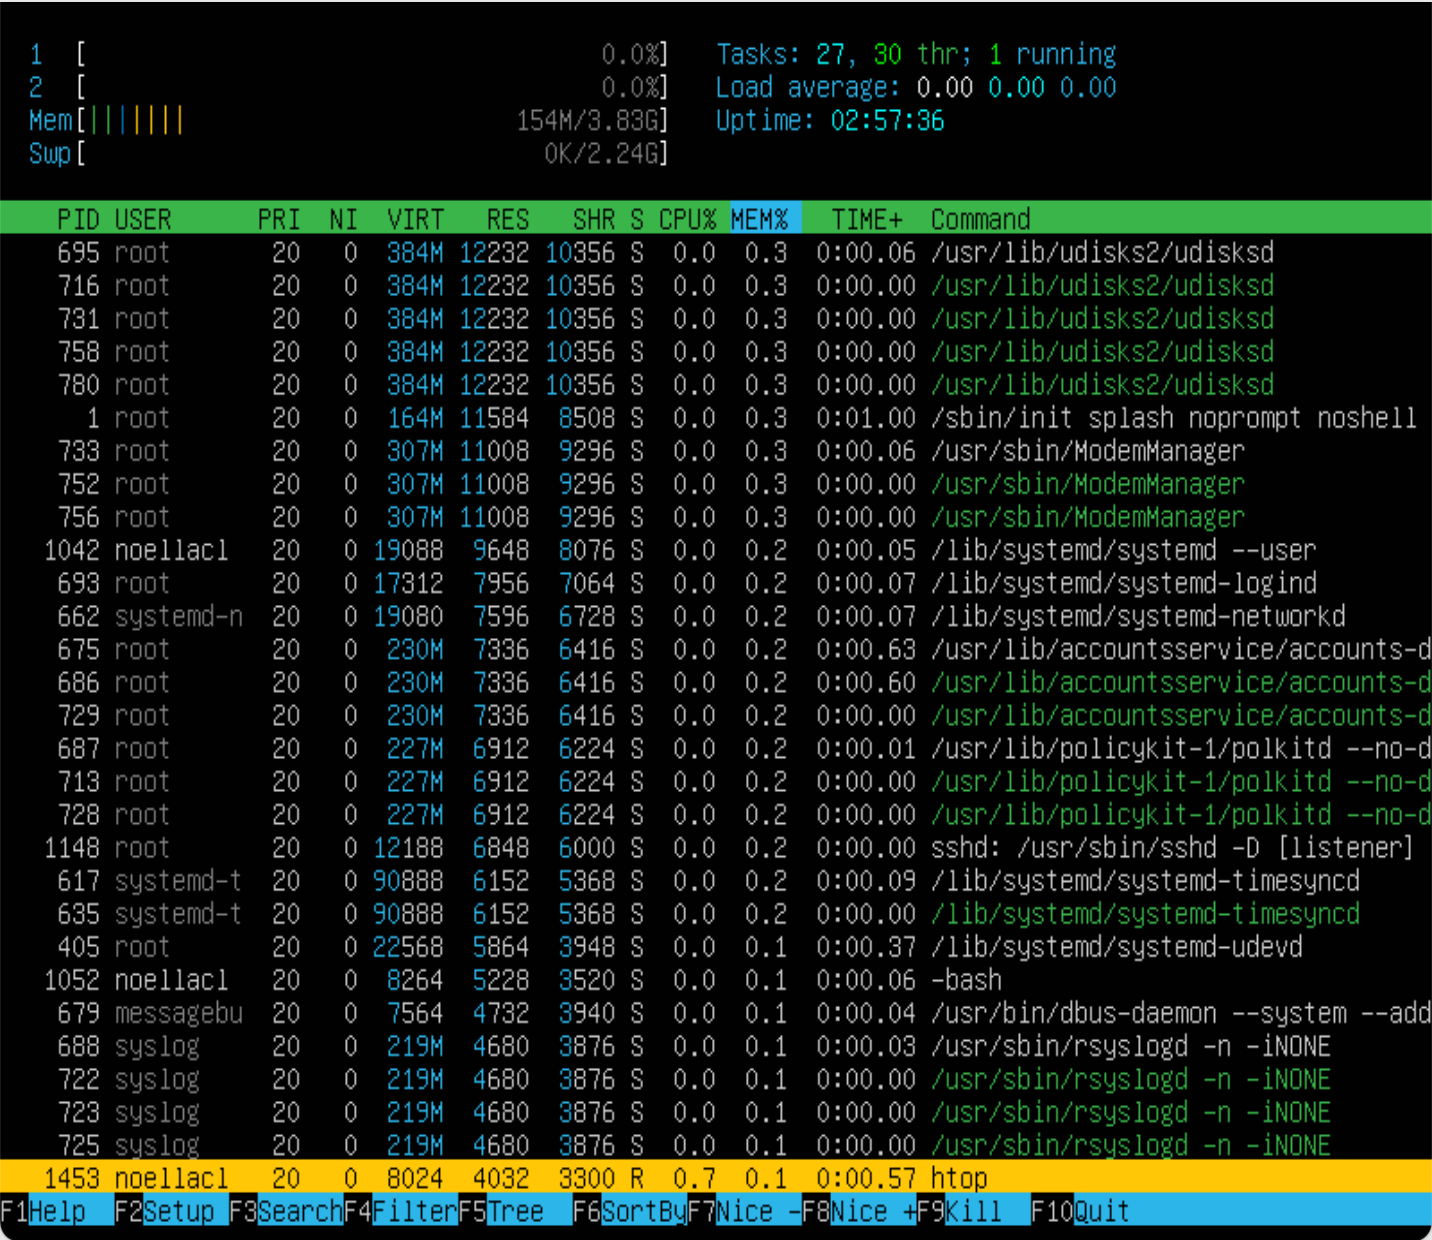 1 [ 0.0%] Tasks: 27, 30 thr; 1 running
2 [ 0.0%] Load average: 0.00 0.00 0.00
Mem[|||||||| 154M/3.83G] Uptime: 02:57:36
Swp[ 0K/2.24G]
PID USER PRI NI VIRT RES SHR S CPU% MEM% TIME+ Command
695 root 20 0 384M 12232 10356 S 0.0 0.3 0:00.06 /usr/lib/udisks2/udisksd
716 root 20 0 384M 12232 10356 S 0.0 0.3 0:00.00 /usr/lib/udisks2/udisksd
731 root 20 0 384M 12232 10356 S 0.0 0.3 0:00.00 /usr/lib/udisks2/udisksd
758 root 20 0 384M 12232 10356 S 0.0 0.3 0:00.00 /usr/lib/udisks2/udisksd
780 root 20 0 384M 12232 10356 S 0.0 0.3 0:00.00 /usr/lib/udisks2/udisksd
1 root 20 0 164M 11584 8508 S 0.0 0.3 0:01.00 /sbin/init splash noprompt noshell
733 root 20 0 307M 11008 9296 S 0.0 0.3 0:00.06 /usr/sbin/ModemManager
752 root 20 0 307M 11008 9296 S 0.0 0.3 0:00.00 /usr/sbin/ModemManager
756 root 20 0 307M 11008 9296 S 0.0 0.3 0:00.00 /usr/sbin/ModemManager
1042 noellacl 20 0 19088 9648 8076 S 0.0 0.2 0:00.05 /lib/systemd/systemd --user
693 root 20 0 17312 7956 7064 S 0.0 0.2 0:00.07 /lib/systemd/systemd-logind
662 systemd-n 20 0 19080 7596 6728 S 0.0 0.2 0:00.07 /lib/systemd/systemd-networkd
675 root 20 0 230M 7336 6416 S 0.0 0.2 0:00.63 /usr/lib/accountsservice/accounts-d
686 root 20 0 230M 7336 6416 S 0.0 0.2 0:00.60 /usr/lib/accountsservice/accounts-d
729 root 20 0 230M 7336 6416 S 0.0 0.2 0:00.00 /usr/lib/accountsservice/accounts-d
687 root 20 0 227M 6912 6224 S 0.0 0.2 0:00.01 /usr/lib/policykit-1/polkitd --no-d
713 root 20 0 227M 6912 6224 S 0.0 0.2 0:00.00 /usr/lib/policykit-1/polkitd --no-d
728 root 20 0 227M 6912 6224 S 0.0 0.2 0:00.00 /usr/lib/policykit-1/polkitd --no-d
1148 root 20 0 12188 6848 6000 S 0.0 0.2 0:00.00 sshd: /usr/sbin/sshd -D [listener]
617 systemd-t 20 0 90888 6152 5368 S 0.0 0.2 0:00.09 /lib/systemd/systemd-timesyncd
635 systemd-t 20 0 90888 6152 5368 S 0.0 0.2 0:00.00 /lib/systemd/systemd-timesyncd
405 root 20 0 22568 5864 3948 S 0.0 0.1 0:00.37 /lib/systemd/systemd-udevd
1052 noellacl 20 0 8264 5228 3520 S 0.0 0.1 0:00.06 -bash
679 messagebu 20 0 7564 4732 3940 S 0.0 0.1 0:00.04 /usr/bin/dbus-daemon --system --add
688 syslog 20 0 219M 4680 3876 S 0.0 0.1 0:00.03 /usr/sbin/rsyslogd -n -iNONE
722 syslog 20 0 219M 4680 3876 S 0.0 0.1 0:00.00 /usr/sbin/rsyslogd -n -iNONE
723 syslog 20 0 219M 4680 3876 S 0.0 0.1 0:00.00 /usr/sbin/rsyslogd -n -iNONE
725 syslog 20 0 219M 4680 3876 S 0.0 0.1 0:00.00 /usr/sbin/rsyslogd -n -iNONE
1453 noellacl 20 0 8024 4032 3300 R 0.7 0.1 0:00.57 htop
F1Help F2Setup F3SearchF4FilterF5Tree F6SortByF7Nice -F8Nice +F9Kill F10Quit